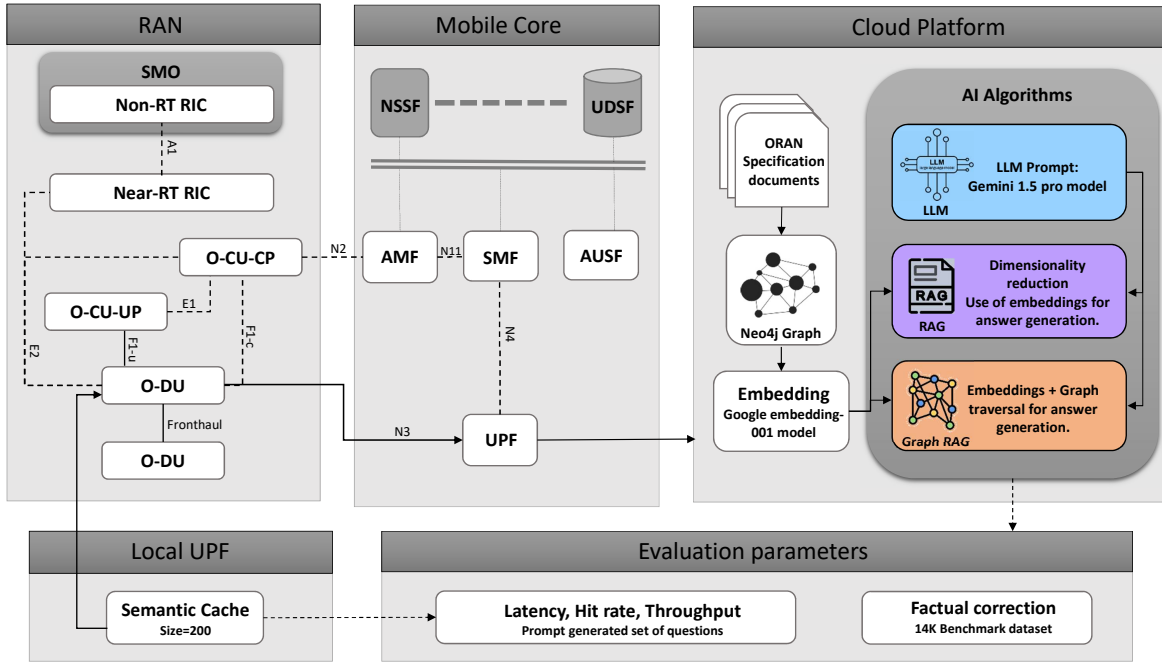 RAN
SMO
Non-RT RIC
A1
Near-RT RIC
O-CU-CP
E1
O-CU-UP
E2
F1-u
F1-c
O-DU
Fronthaul
O-DU
Mobile Core
NSSF
UDSF
N2
AMF
N11
SMF
AUSF
N4
N3
UPF
Cloud Platform
ORAN
Specification
documents
Neo4j Graph
Embedding
Google embedding-
001 model
AI Algorithms
LLM
LLM
LLM Prompt:
Gemini 1.5 pro model
RAG
RAG
Dimensionality
reduction
Use of embeddings for
answer generation.
Graph RAG
Embeddings + Graph
traversal for answer
generation.
Local UPF
Semantic Cache
Size=200
Evaluation parameters
Latency, Hit rate, Throughput
Prompt generated set of questions
Factual correction
14K Benchmark dataset